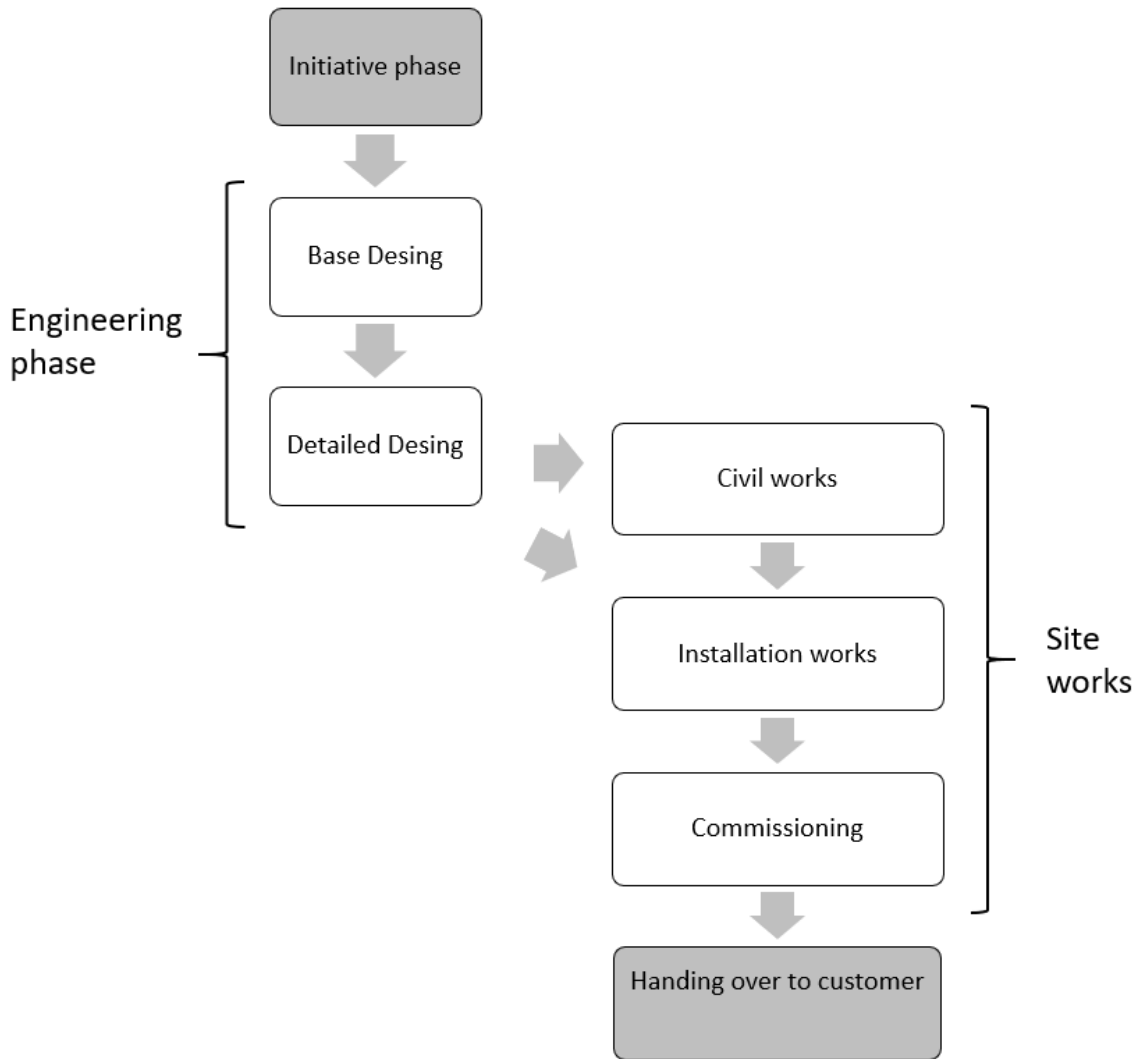 Initiative phase
Base Desing
Engineering
phase
Detailed Desing
Civil works
Installation works
Site
works
Commissioning
Handing over to customer